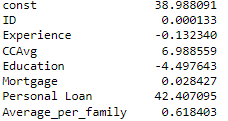 const 38.988091
ID 0.000133
Experience -0.132340
CCAvg 6.988559
Education -4.497643
Mortgage 0.028427
Personal Loan 42.407095
Average_per_family 0.618403